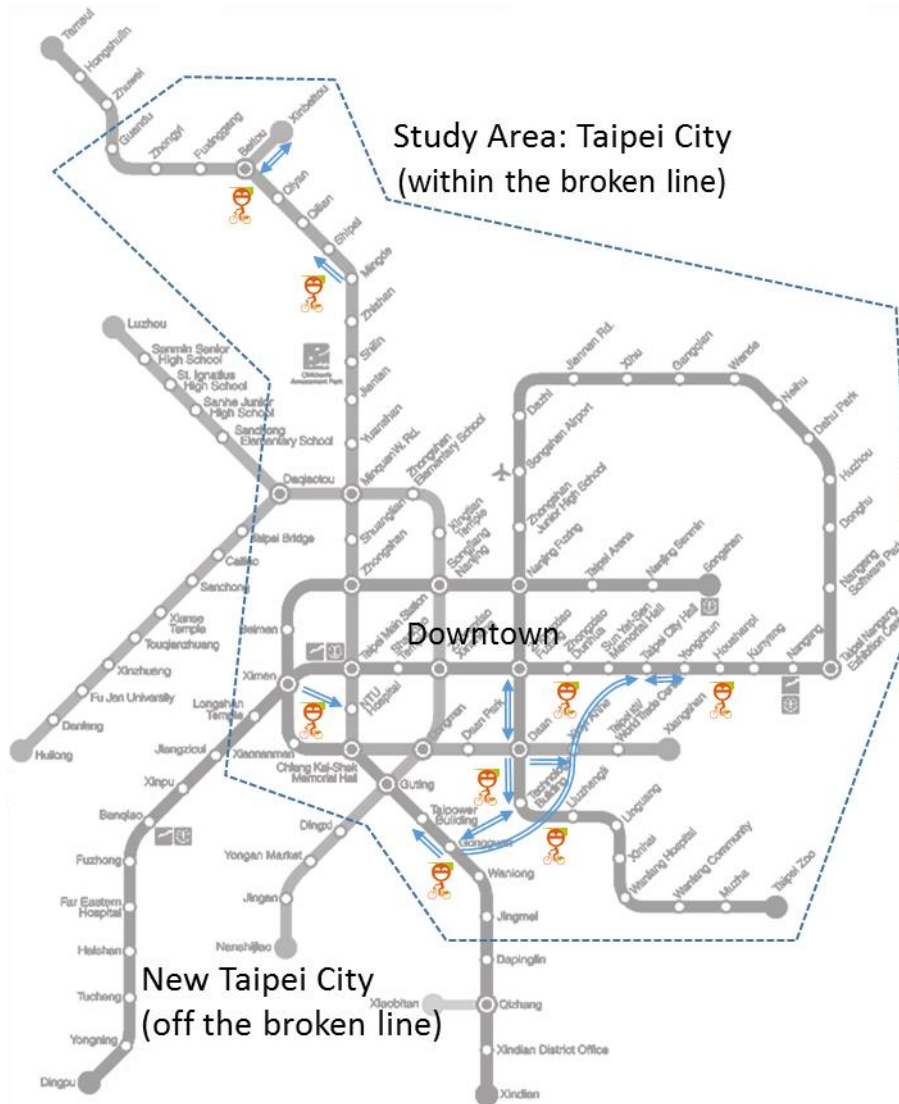 Tamsui
Hongshulin
Zhuwei
Guandu
Zhongyi
Fuxinggang
Beitou
Xinbeitou
Study Area: Taipei City
(within the broken line)
Qiyan
Qilian
Shipai
Mingde
Zhishan
Shilin
Children's
Amusement Park
Jiantan
Yuanshan
Minquan W. Rd.
Luzhou
Sanmin Senior
High School
St. Ignatius
High School
Sanhe Junior
High School
Sanchong
Elementary School
Daqiaotou
Zhongshan
Elementary School
Jiannan Rd.
Xihu
Gangqian
Wende
Neihu
Dahu Park
Huzhou
Donghu
Nangang
Software Park
Dazhi
Songshan Airport
Zhongshan
Junior High School
Xingtian
Temple
Shuanglian
Zhongshan
Songjiang
Nanjing
Nanjing Fuxing
Taipei Arena
Nanjing Sanmin
Songshan
Taipei Bridge
Cailiao
Sanchong
Xianse
Temple
Touqianzhuang
Xinzhuang
Fu Jen University
Danfeng
Huilong
Beimen
Taipei Main Station
Downtown
Zhongxiao
Fuxing
Zhongxiao
Dunhua
Sun Yat-Sen
Memorial Hall
Taipei City Hall
Yongchun
Houshanpi
Kunyang
Nangang
Taipei Nangang
Exhibition Center
Ximen
Longshan
Temple
NTU
Hospital
Jiangzicui
Xiaonanmen
Chiang Kai-Shek
Memorial Hall
Dongmen
Daan Park
Daan
Xinyi Anhe
Taipei 101/
World Trade Center
Xiangshan
Xinpu
Banqiao
Guting
Taipower
Building
Technology
Building
Liuzhangli
Linguang
Dingxi
Gongguan
Xinhai
Fuzhong
Yongan Market
Wanlong
Wanfang Hospital
Wanfang Community
Muzha
Taipei Zoo
Far Eastern
Hospital
Jingan
Jingmei
Haishan
Nanshijiao
Dapinglin
New Taipei City
(off the broken line)
Tucheng
Xiaobitan
Qizhang
Yongning
Xindian District Office
Dingpu
Xindian